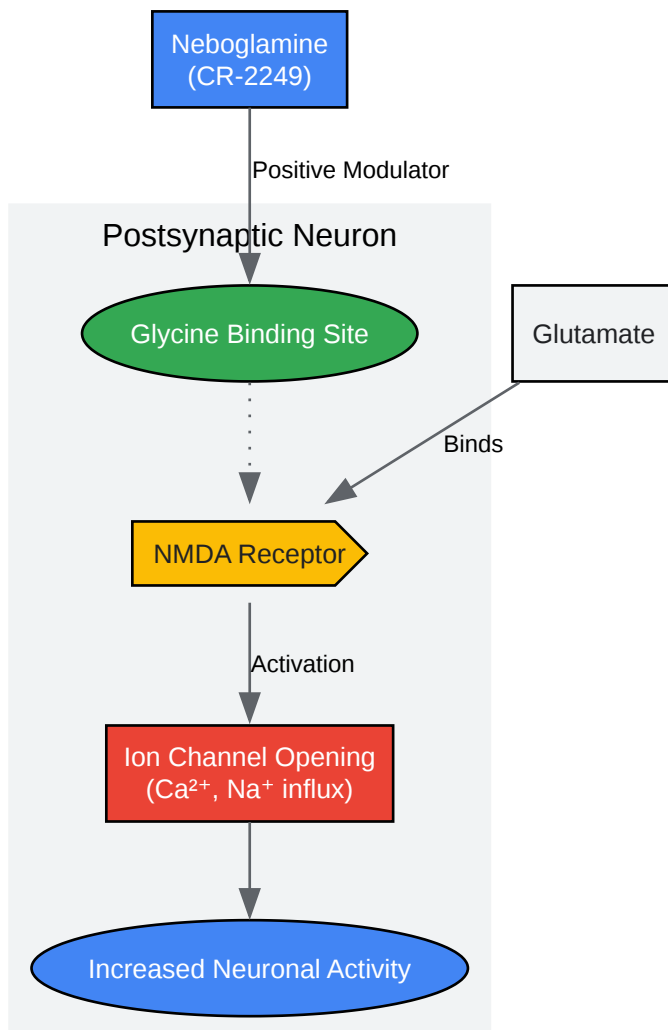 Neboglamine
(CR-2249)
Positive Modulator
Postsynaptic Neuron
Glycine Binding Site
Glutamate
Binds
NMDA Receptor
Activation
Ion Channel Opening
(Ca²⁺, Na⁺ influx)
Increased Neuronal Activity